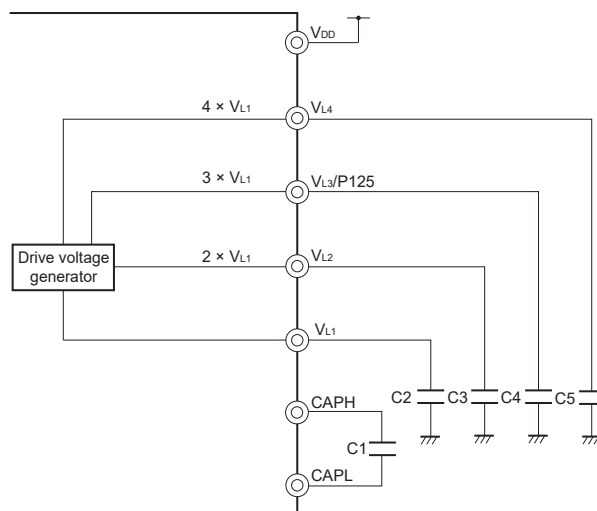 VDD
4 × VL1
VL4
3 × VL1
VL3/P125
Drive voltage
generator
2 × VL1
VL2
VL1
C2
C3
C4
C5
CAPH
C1
CAPL